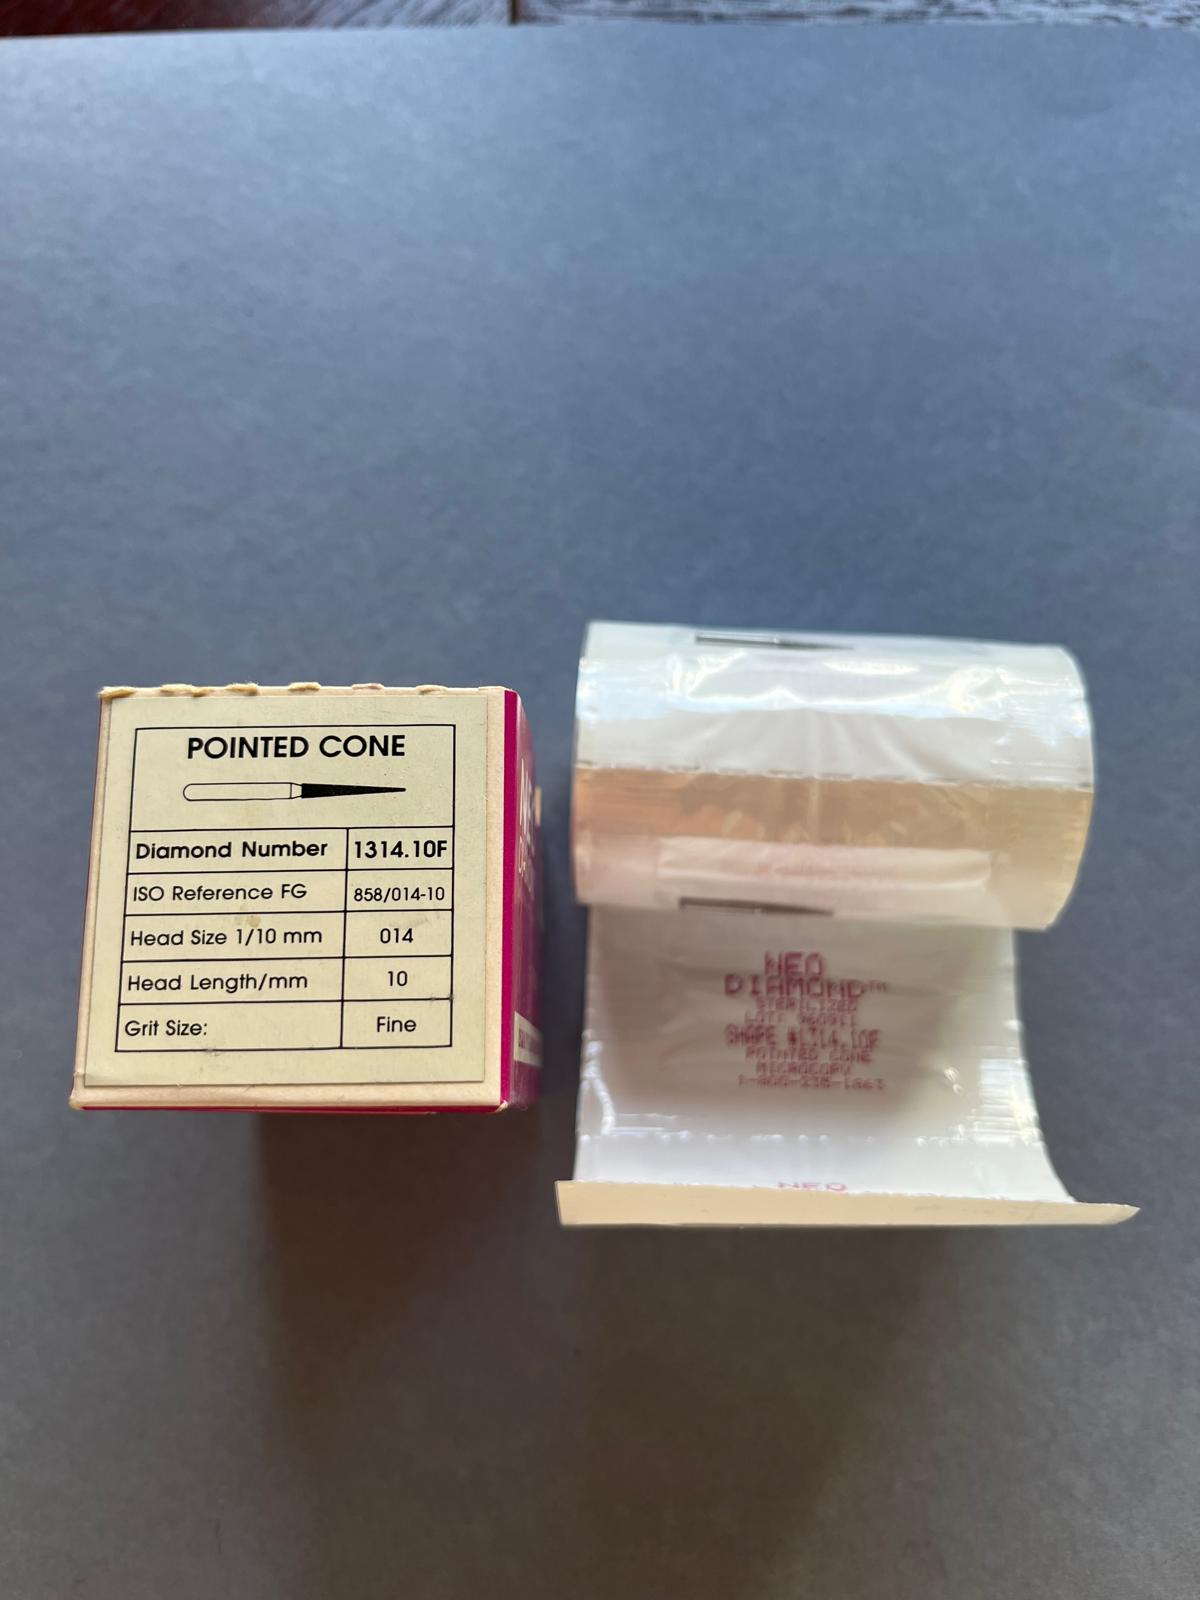 POINTED CONE
Diamond Number 1314.10F
ISO Reference FG 858/014-10
Head Size 1/10 mm 014
Head Length/mm 10
Grit Size: Fine
NEO
DIAMOND™
STERILIZED
SHAPE #1314.10F
POINTED CONE
MICROCOPY
NEO